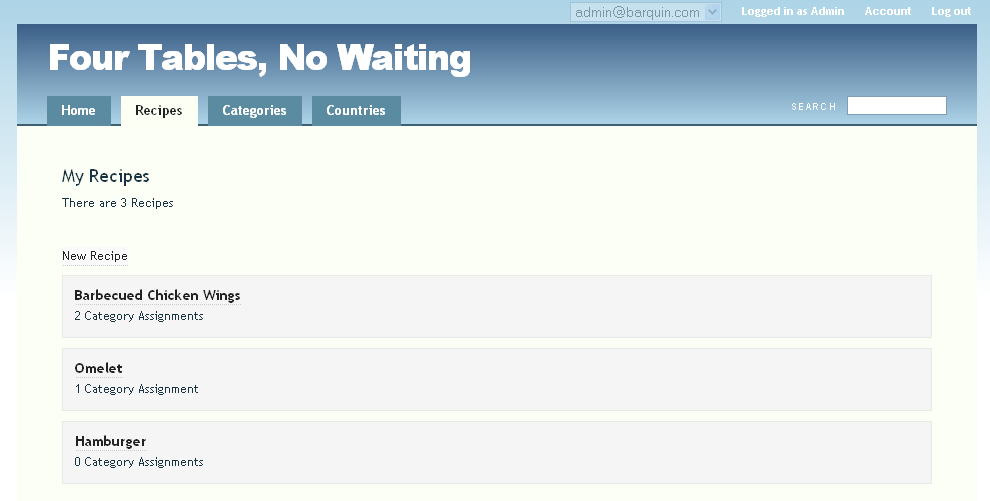 admin@barquin.com Logged in as Admin Account Log out
Four Tables, No Waiting
Home Recipes Categories Countries SEARCH
My Recipes
There are 3 Recipes
New Recipe
Barbecued Chicken Wings
2 Category Assignments
Omelet
1 Category Assignment
Hamburger
0 Category Assignments